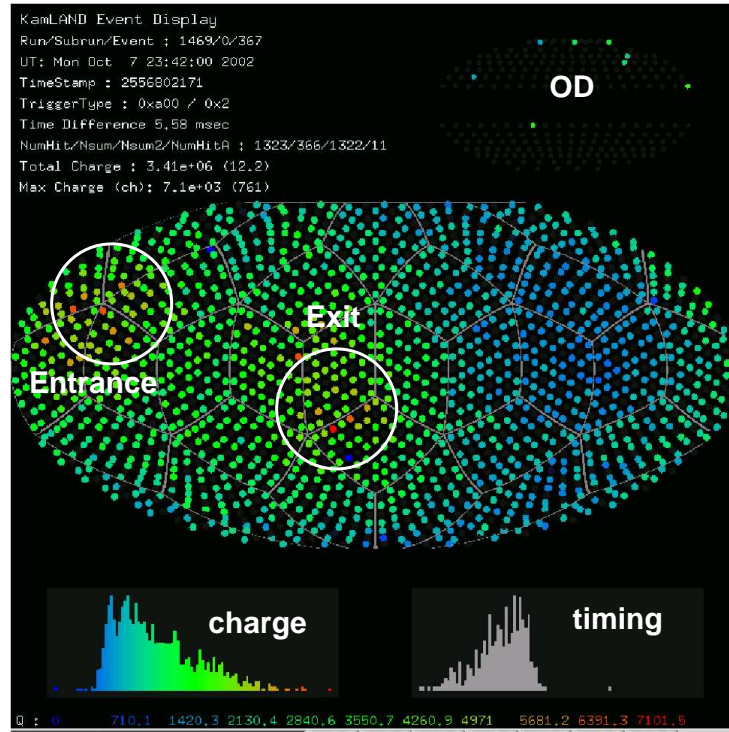 KamLAND Event Display
Run/Subrun/Event : 1469/0/367
UT: Mon Oct  7 23:42:00 2002
TimeStamp : 2556802171
TriggerType : 0xa00 / 0x2
Time Difference 5.58 msec
NumHit/Nsum/Nsum2/NumHitA : 1323/366/1322/11
Total Charge : 3.41e+06 (12.2)
Max Charge (ch): 7.1e+03 (761)
OD
Exit
Entrance
charge
timing
Q : 0 710.1 1420.3 2130.4 2840.6 3550.7 4260.9 4971 5681.2 6391.3 7101.5